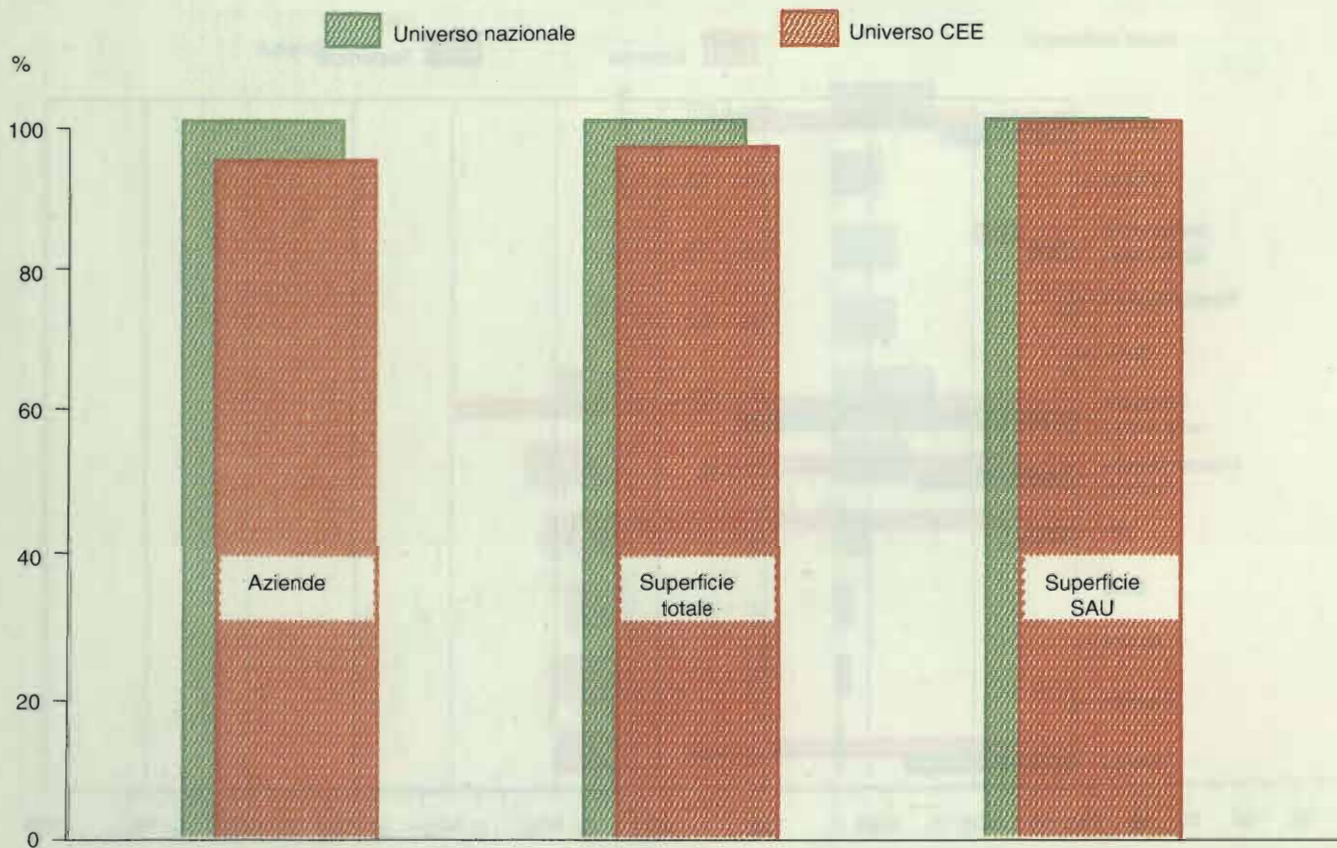 Universo nazionale
Universo CEE
%
100
80
60
40
20
0
Aziende
Superficie
totale
Superficie
SAU